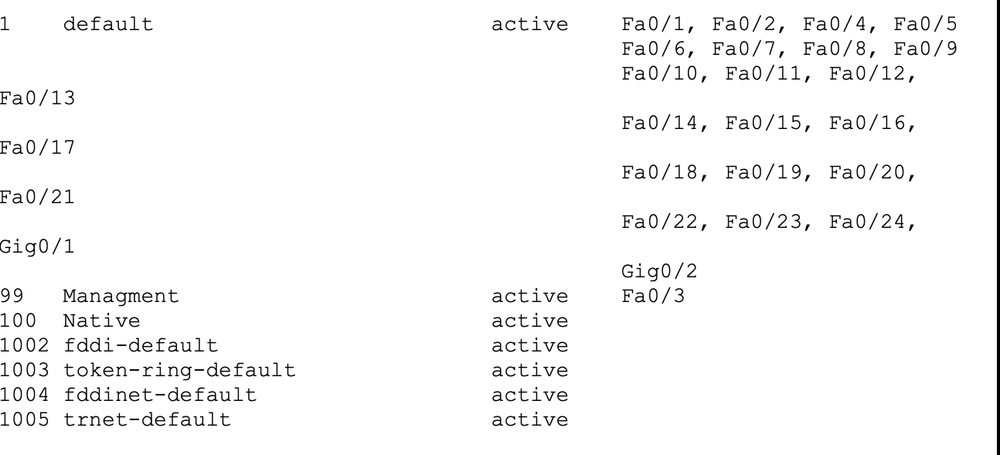 1    default                          active    Fa0/1, Fa0/2, Fa0/4, Fa0/5
Fa0/6, Fa0/7, Fa0/8, Fa0/9
Fa0/10, Fa0/11, Fa0/12,
Fa0/13
Fa0/14, Fa0/15, Fa0/16,
Fa0/17
Fa0/18, Fa0/19, Fa0/20,
Fa0/21
Fa0/22, Fa0/23, Fa0/24,
Gig0/1
Gig0/2
99   Managment                        active    Fa0/3
100  Native                           active
1002 fddi-default                     active
1003 token-ring-default               active
1004 fddinet-default                  active
1005 trnet-default                    active